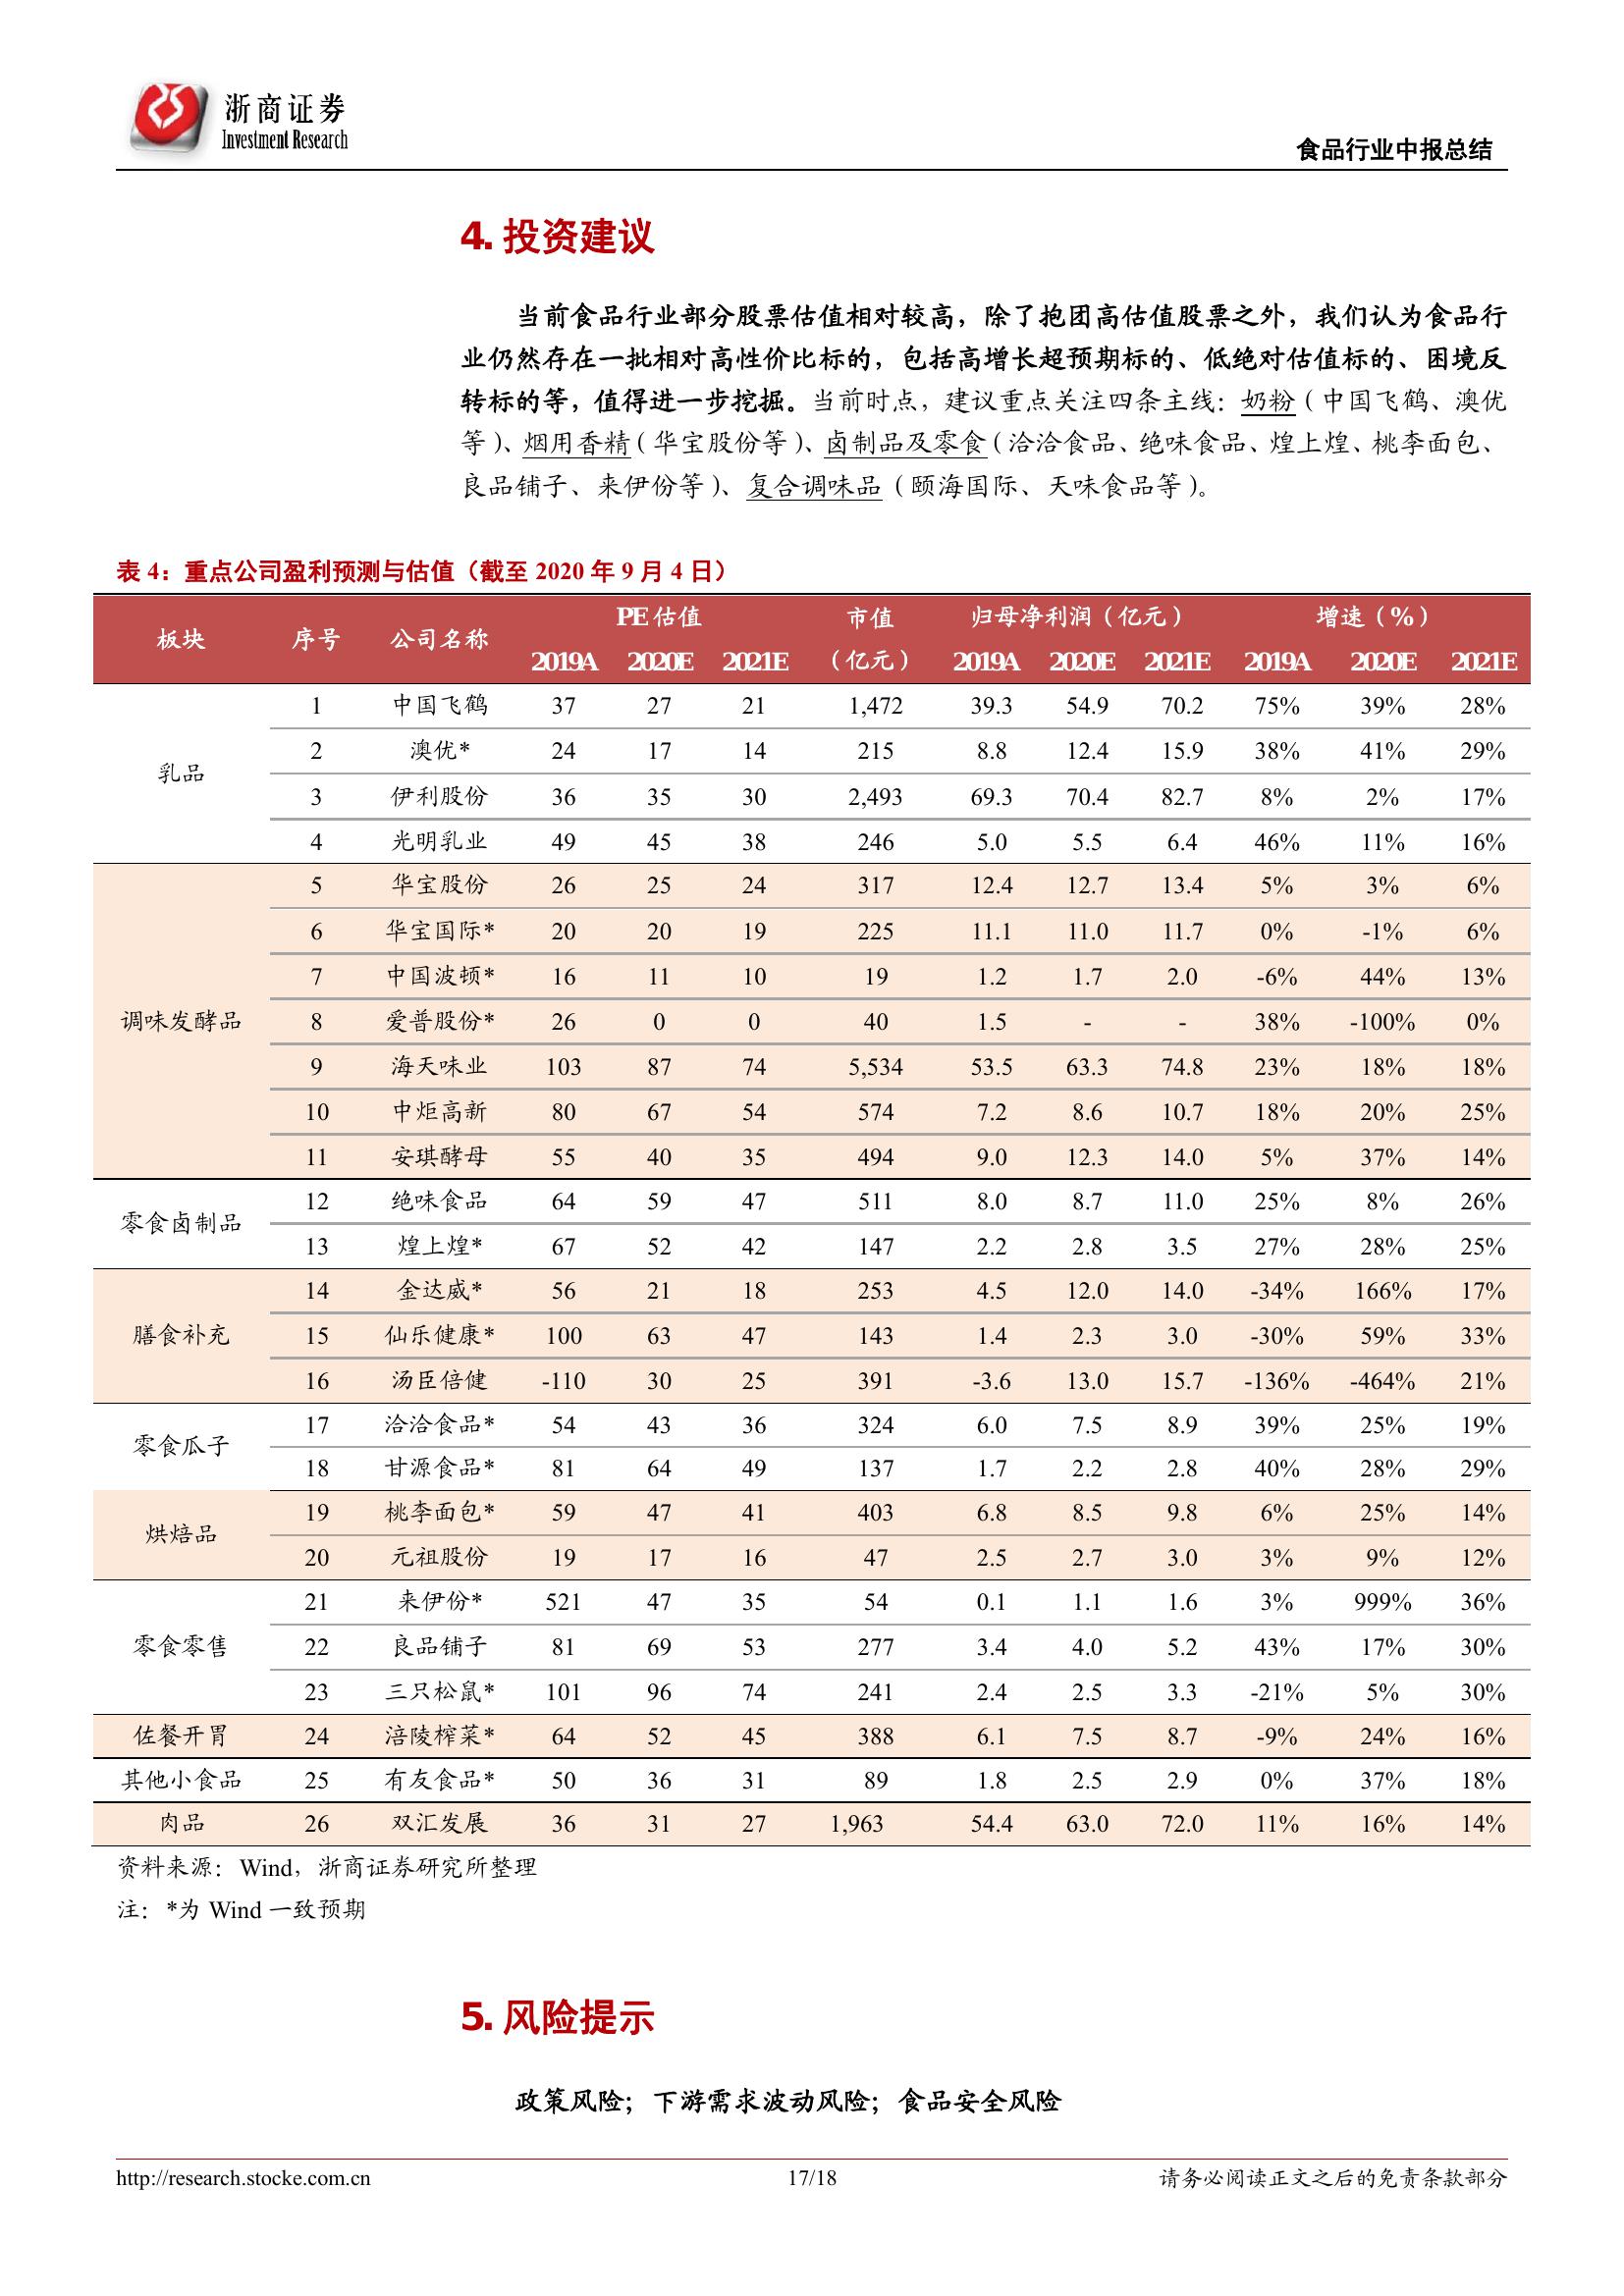 浙商证券
Investment Research
食品行业中报总结
4. 投资建议
当前食品行业部分股票估值相对较高，除了抱团高估值股票之外，我们认为食品行
业仍然存在一批相对高性价比标的，包括高增长超预期标的、低绝对估值标的、困境反
转标的等，值得进一步挖掘。当前时点，建议重点关注四条主线：奶粉（中国飞鹤、澳优
等）、烟用香精（华宝股份等）、卤制品及零食（洽洽食品、绝味食品、煌上煌、桃李面包、
良品铺子、来伊份等）、复合调味品（颐海国际、天味食品等）。
表 4：重点公司盈利预测与估值（截至 2020 年 9 月 4 日）
板块 序号 公司名称 PE 估值 市值 归母净利润（亿元） 增速（%）
2019A 2020E 2021E （亿元） 2019A 2020E 2021E 2019A 2020E 2021E
乳品
1 中国飞鹤 37 27 21 1,472 39.3 54.9 70.2 75% 39% 28%
2 澳优* 24 17 14 215 8.8 12.4 15.9 38% 41% 29%
3 伊利股份 36 35 30 2,493 69.3 70.4 82.7 8% 2% 17%
4 光明乳业 49 45 38 246 5.0 5.5 6.4 46% 11% 16%
调味发酵品
5 华宝股份 26 25 24 317 12.4 12.7 13.4 5% 3% 6%
6 华宝国际* 20 20 19 225 11.1 11.0 11.7 0% -1% 6%
7 中国波顿* 16 11 10 19 1.2 1.7 2.0 -6% 44% 13%
8 爱普股份* 26 0 0 40 1.5 - - 38% -100% 0%
9 海天味业 103 87 74 5,534 53.5 63.3 74.8 23% 18% 18%
10 中炬高新 80 67 54 574 7.2 8.6 10.7 18% 20% 25%
11 安琪酵母 55 40 35 494 9.0 12.3 14.0 5% 37% 14%
零食卤制品
12 绝味食品 64 59 47 511 8.0 8.7 11.0 25% 8% 26%
13 煌上煌* 67 52 42 147 2.2 2.8 3.5 27% 28% 25%
膳食补充
14 金达威* 56 21 18 253 4.5 12.0 14.0 -34% 166% 17%
15 仙乐健康* 100 63 47 143 1.4 2.3 3.0 -30% 59% 33%
16 汤臣倍健 -110 30 25 391 -3.6 13.0 15.7 -136% -464% 21%
零食瓜子
17 洽洽食品* 54 43 36 324 6.0 7.5 8.9 39% 25% 19%
18 甘源食品* 81 64 49 137 1.7 2.2 2.8 40% 28% 29%
烘焙品
19 桃李面包* 59 47 41 403 6.8 8.5 9.8 6% 25% 14%
20 元祖股份 19 17 16 47 2.5 2.7 3.0 3% 9% 12%
零食零售
21 来伊份* 521 47 35 54 0.1 1.1 1.6 3% 999% 36%
22 良品铺子 81 69 53 277 3.4 4.0 5.2 43% 17% 30%
23 三只松鼠* 101 96 74 241 2.4 2.5 3.3 -21% 5% 30%
佐餐开胃 24 涪陵榨菜* 64 52 45 388 6.1 7.5 8.7 -9% 24% 16%
其他小食品 25 有友食品* 50 36 31 89 1.8 2.5 2.9 0% 37% 18%
肉品 26 双汇发展 36 31 27 1,963 54.4 63.0 72.0 11% 16% 14%
资料来源：Wind，浙商证券研究所整理
注：*为 Wind 一致预期
5. 风险提示
政策风险；下游需求波动风险；食品安全风险
http://research.stocke.com.cn 17/18 请务必阅读正文之后的免责条款部分